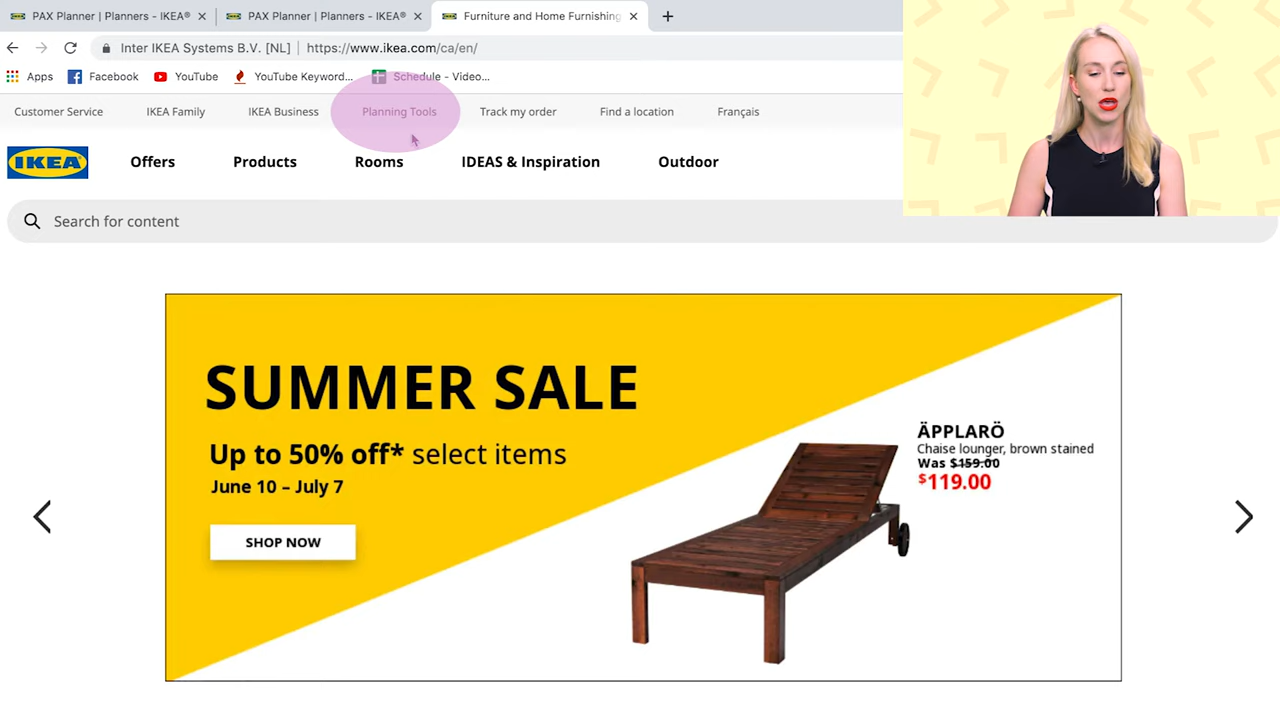 PAX Planner | Planners - IKEA® PAX Planner | Planners - IKEA® Furniture and Home Furnishing
Inter IKEA Systems B.V. [NL] https://www.ikea.com/ca/en/
Apps Facebook YouTube YouTube Keyword... Schedule - Video...
Customer Service IKEA Family IKEA Business Planning Tools Track my order Find a location Français
IKEA Offers Products Rooms IDEAS & Inspiration Outdoor
Search for content
SUMMER SALE
Up to 50% off* select items
June 10 – July 7
SHOP NOW
ÄPPLARÖ
Chaise lounger, brown stained
Was $159.00
$119.00